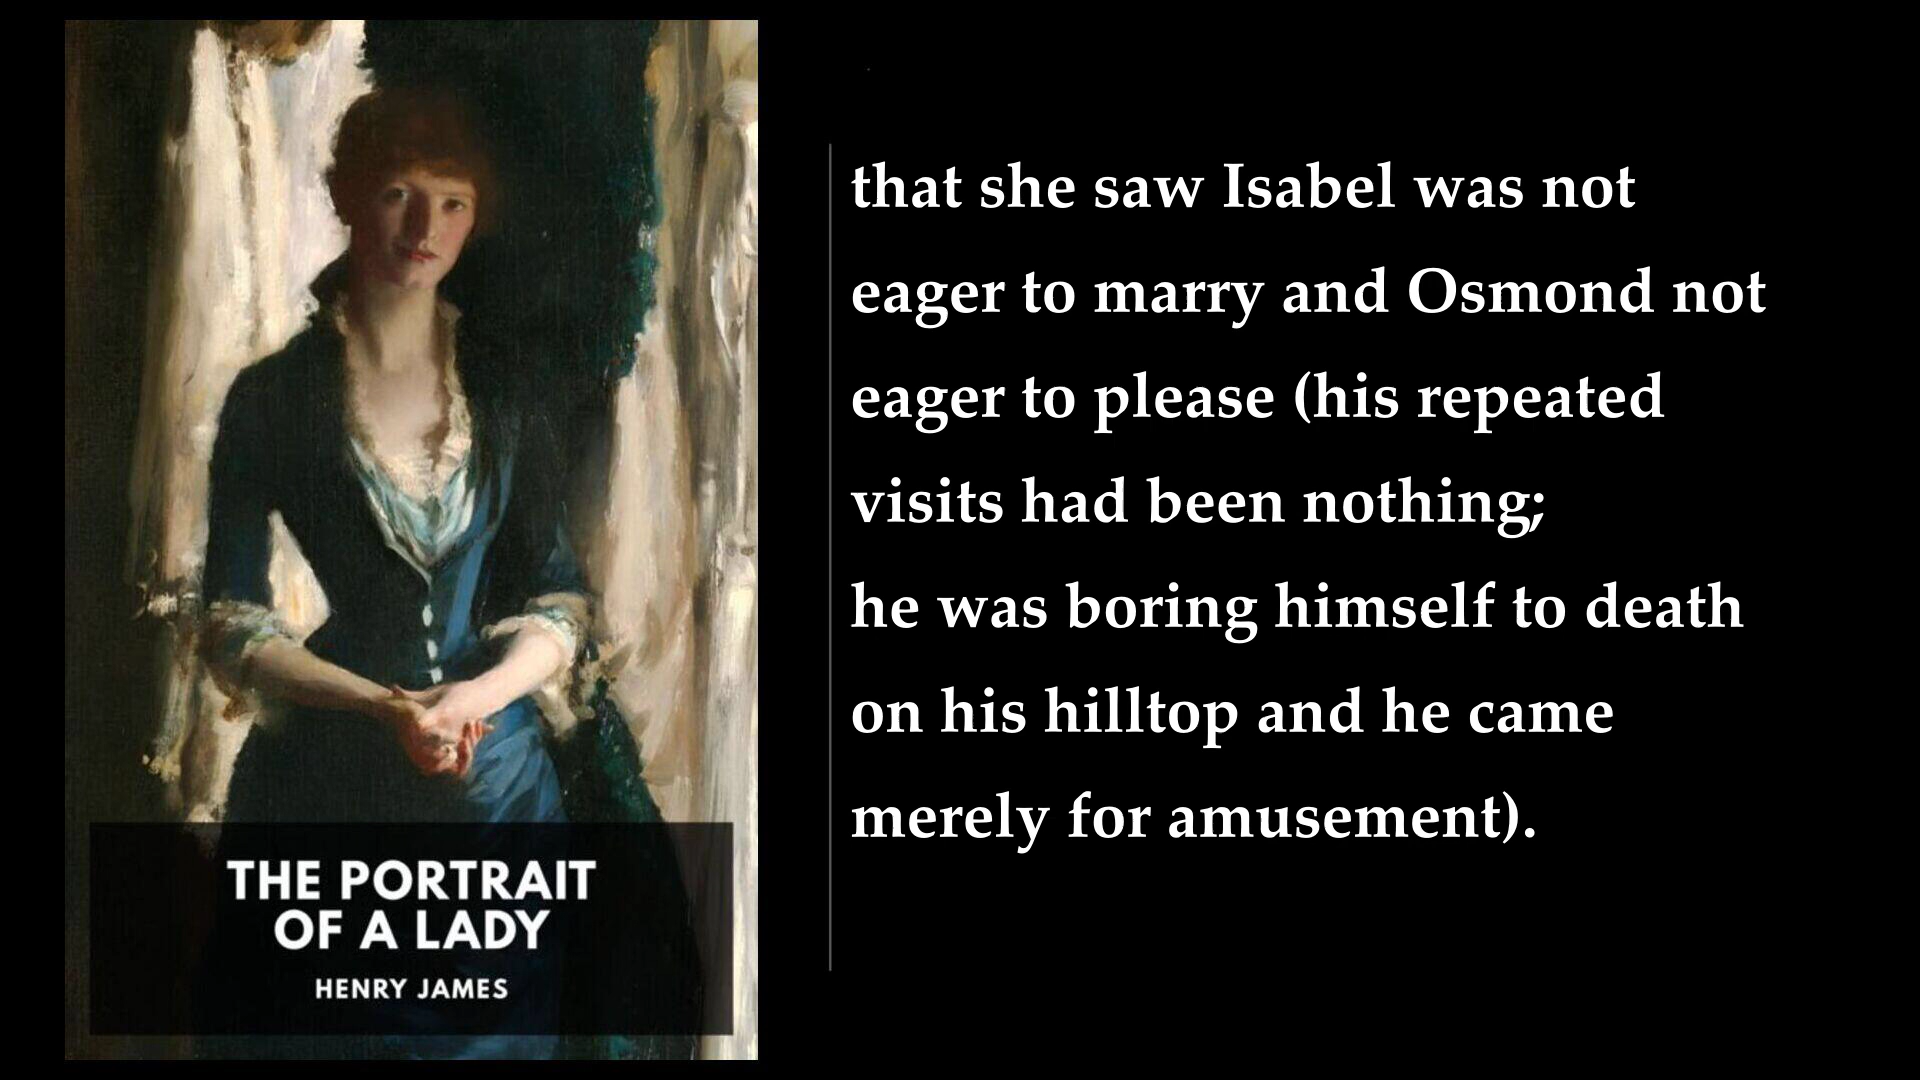 THE PORTRAIT
OF A LADY
HENRY JAMES
that she saw Isabel was not
eager to marry and Osmond not
eager to please (his repeated
visits had been nothing;
he was boring himself to death
on his hilltop and he came
merely for amusement).